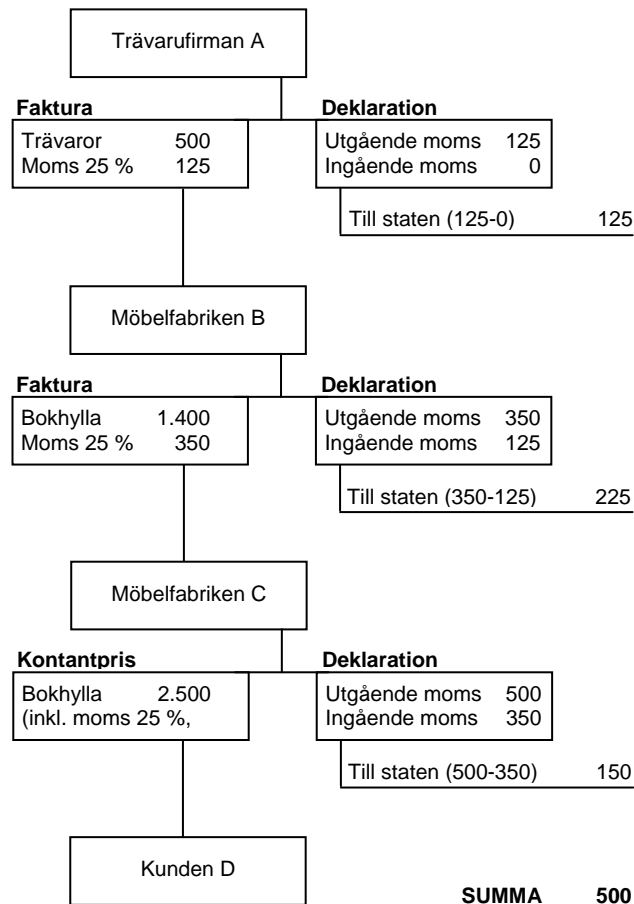 Trävarufirman A
Faktura
Trävaror 500
Moms 25 % 125
Deklaration
Utgående moms 125
Ingående moms 0
Till staten (125-0) 125
Möbelfabriken B
Faktura
Bokhylla 1.400
Moms 25 % 350
Deklaration
Utgående moms 350
Ingående moms 125
Till staten (350-125) 225
Möbelfabriken C
Kontantpris
Bokhylla 2.500
(inkl. moms 25 %,
Deklaration
Utgående moms 500
Ingående moms 350
Till staten (500-350) 150
Kunden D
SUMMA 500